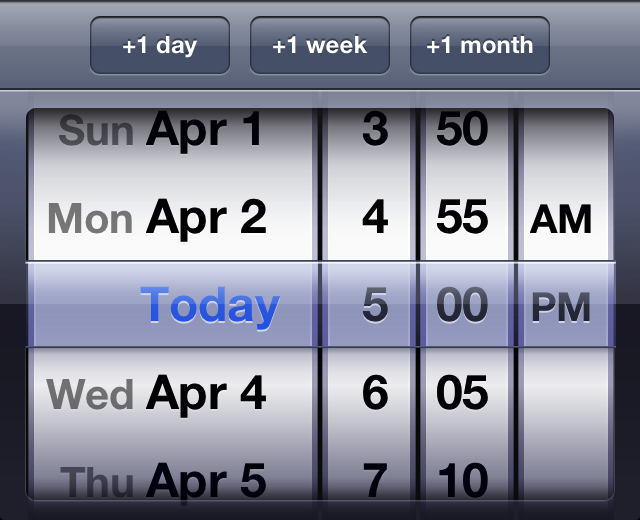 +1 day +1 week +1 month
Sun Apr 1 3 50
Mon Apr 2 4 55 AM
Today 5 00 PM
Wed Apr 4 6 05
Thu Apr 5 7 10